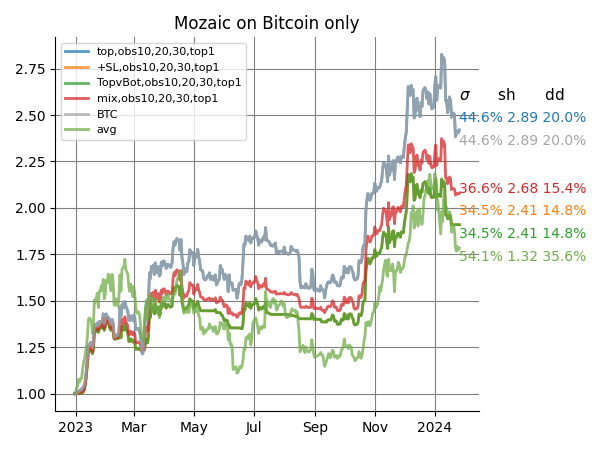 Mozaic on Bitcoin only
top,obs10,20,30,top1
+SL,obs10,20,30,top1
TopvBot,obs10,20,30,top1
mix,obs10,20,30,top1
BTC
avg
σ sh dd
44.6% 2.89 20.0%
44.6% 2.89 20.0%
36.6% 2.68 15.4%
34.5% 2.41 14.8%
34.5% 2.41 14.8%
54.1% 1.32 35.6%
2.75
2.50
2.25
2.00
1.75
1.50
1.25
1.00
2023 Mar May Jul Sep Nov 2024